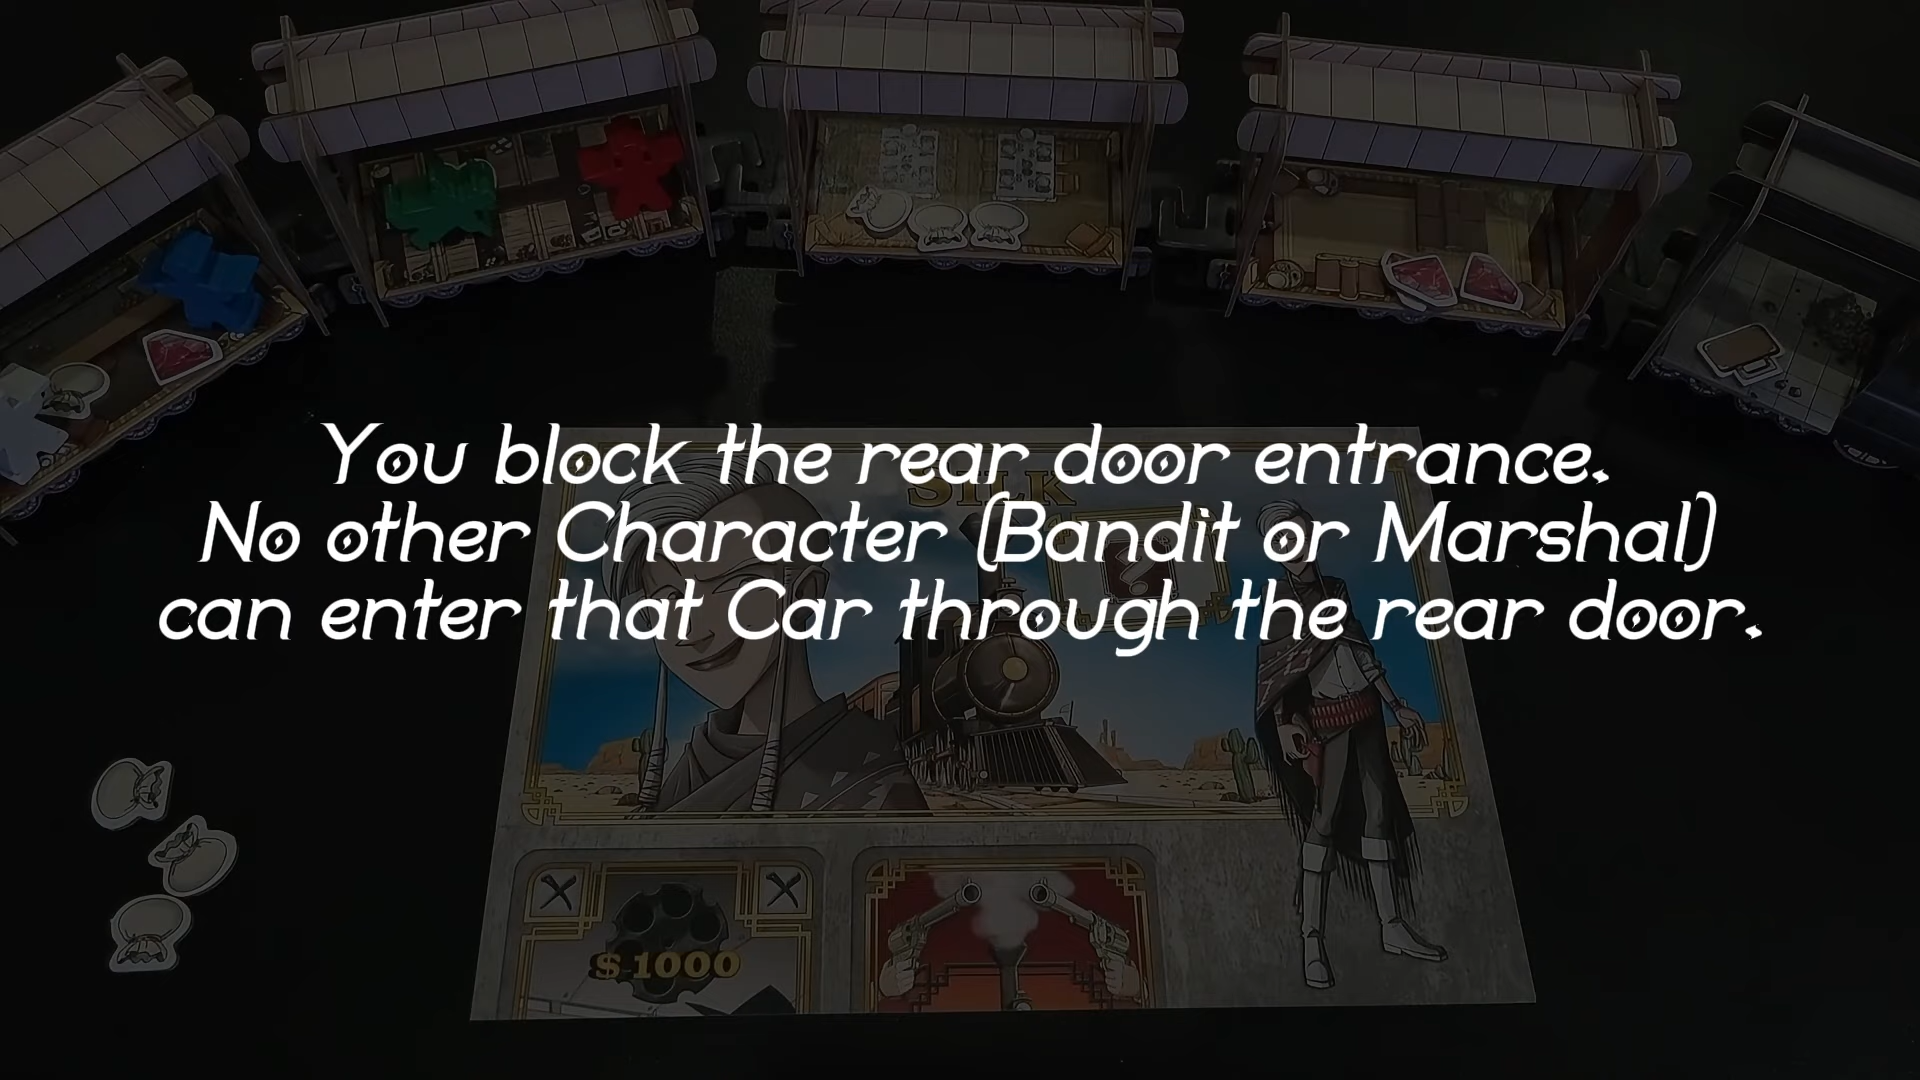 You block the rear door entrance.
SILK
No other Character (Bandit or Marshal)
can enter that Car through the rear door.
$1000